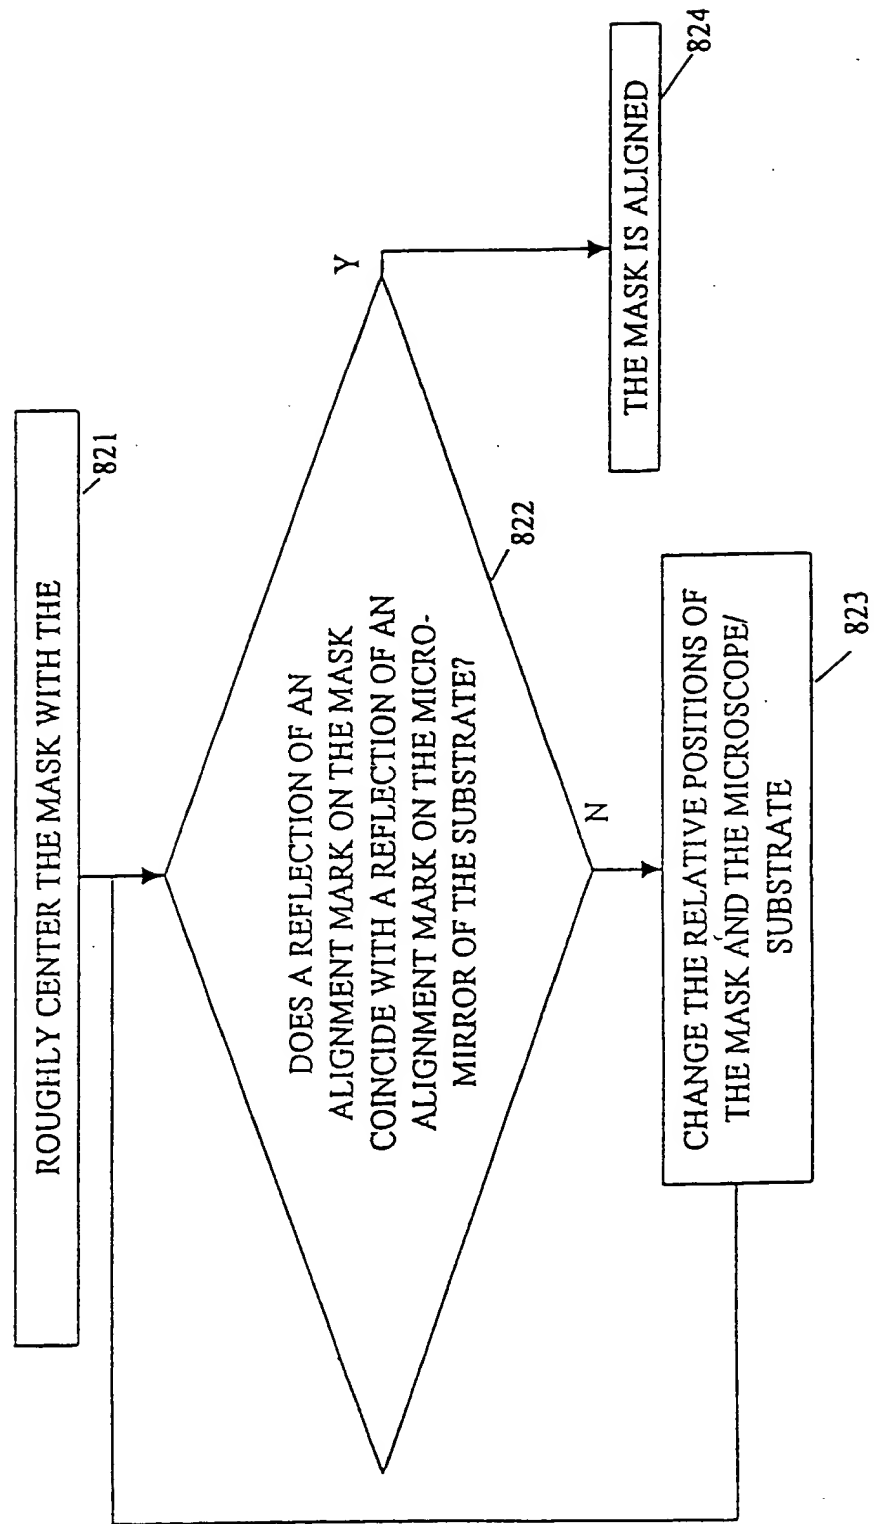 ROUGHLY CENTER THE MASK WITH THE
821
DOES A REFLECTION OF AN
ALIGNMENT MARK ON THE MASK
COINCIDE WITH A REFLECTION OF AN
ALIGNMENT MARK ON THE MICRO-
MIRROR OF THE SUBSTRATE?
822
Y
N
CHANGE THE RELATIVE POSITIONS OF
THE MASK AND THE MICROSCOPE/
SUBSTRATE
823
THE MASK IS ALIGNED
824